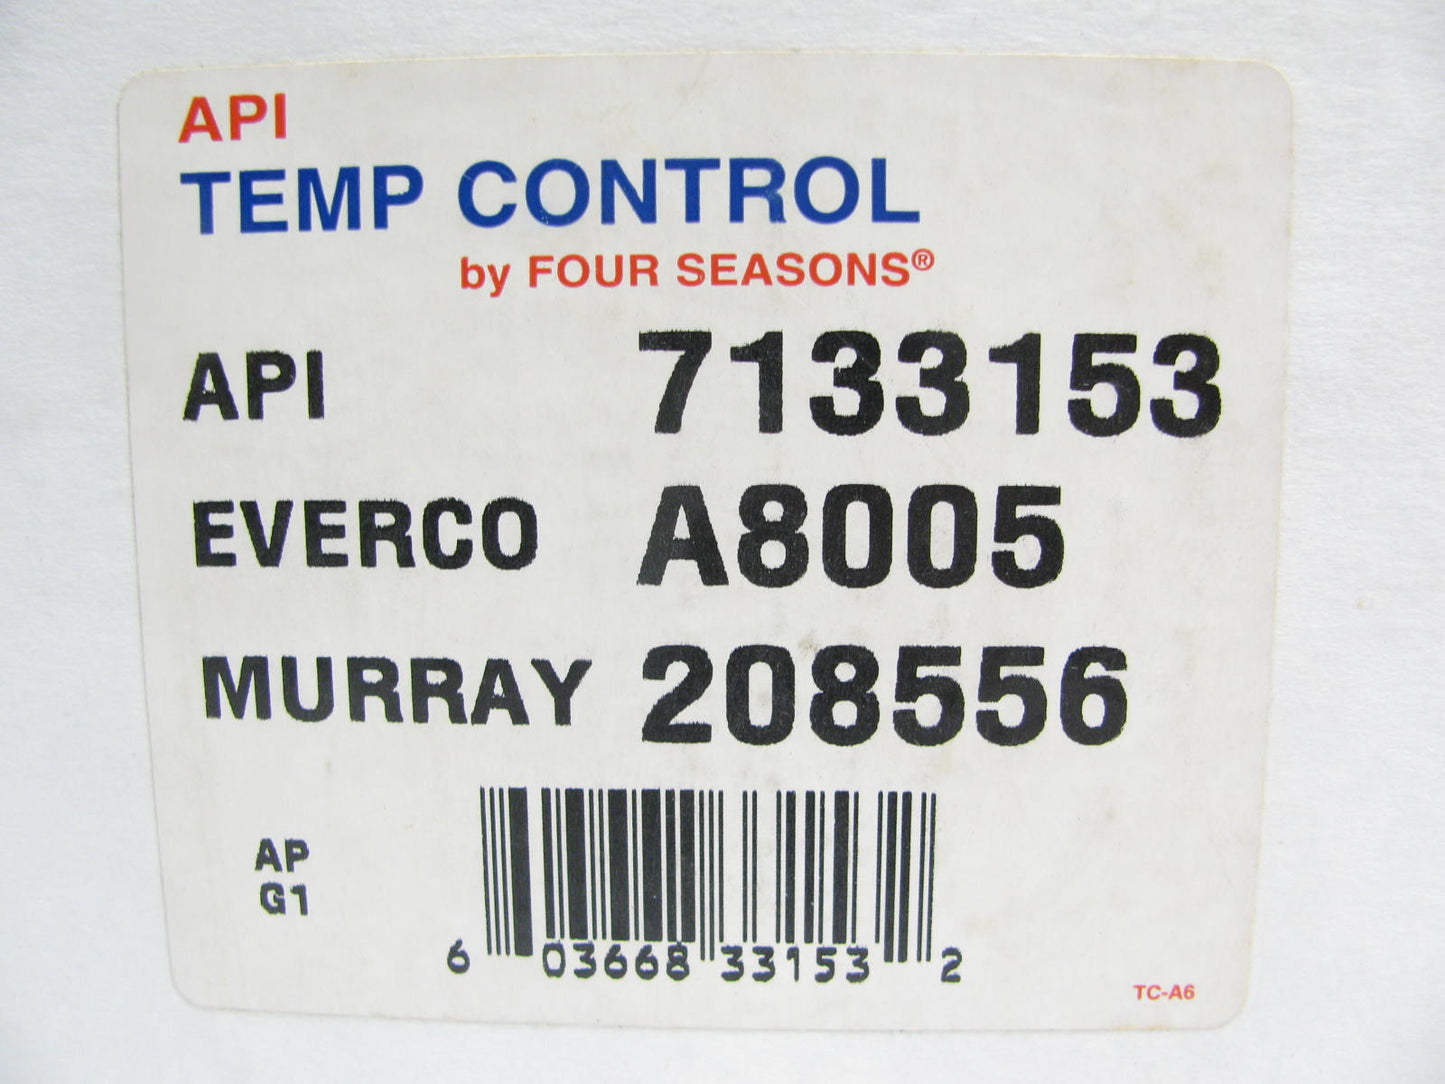 API
TEMP CONTROL
by FOUR SEASONS®
API 7133153
EVERCO A8005
MURRAY 208556
AP
G1
6 03668 33153 2
TC-A6